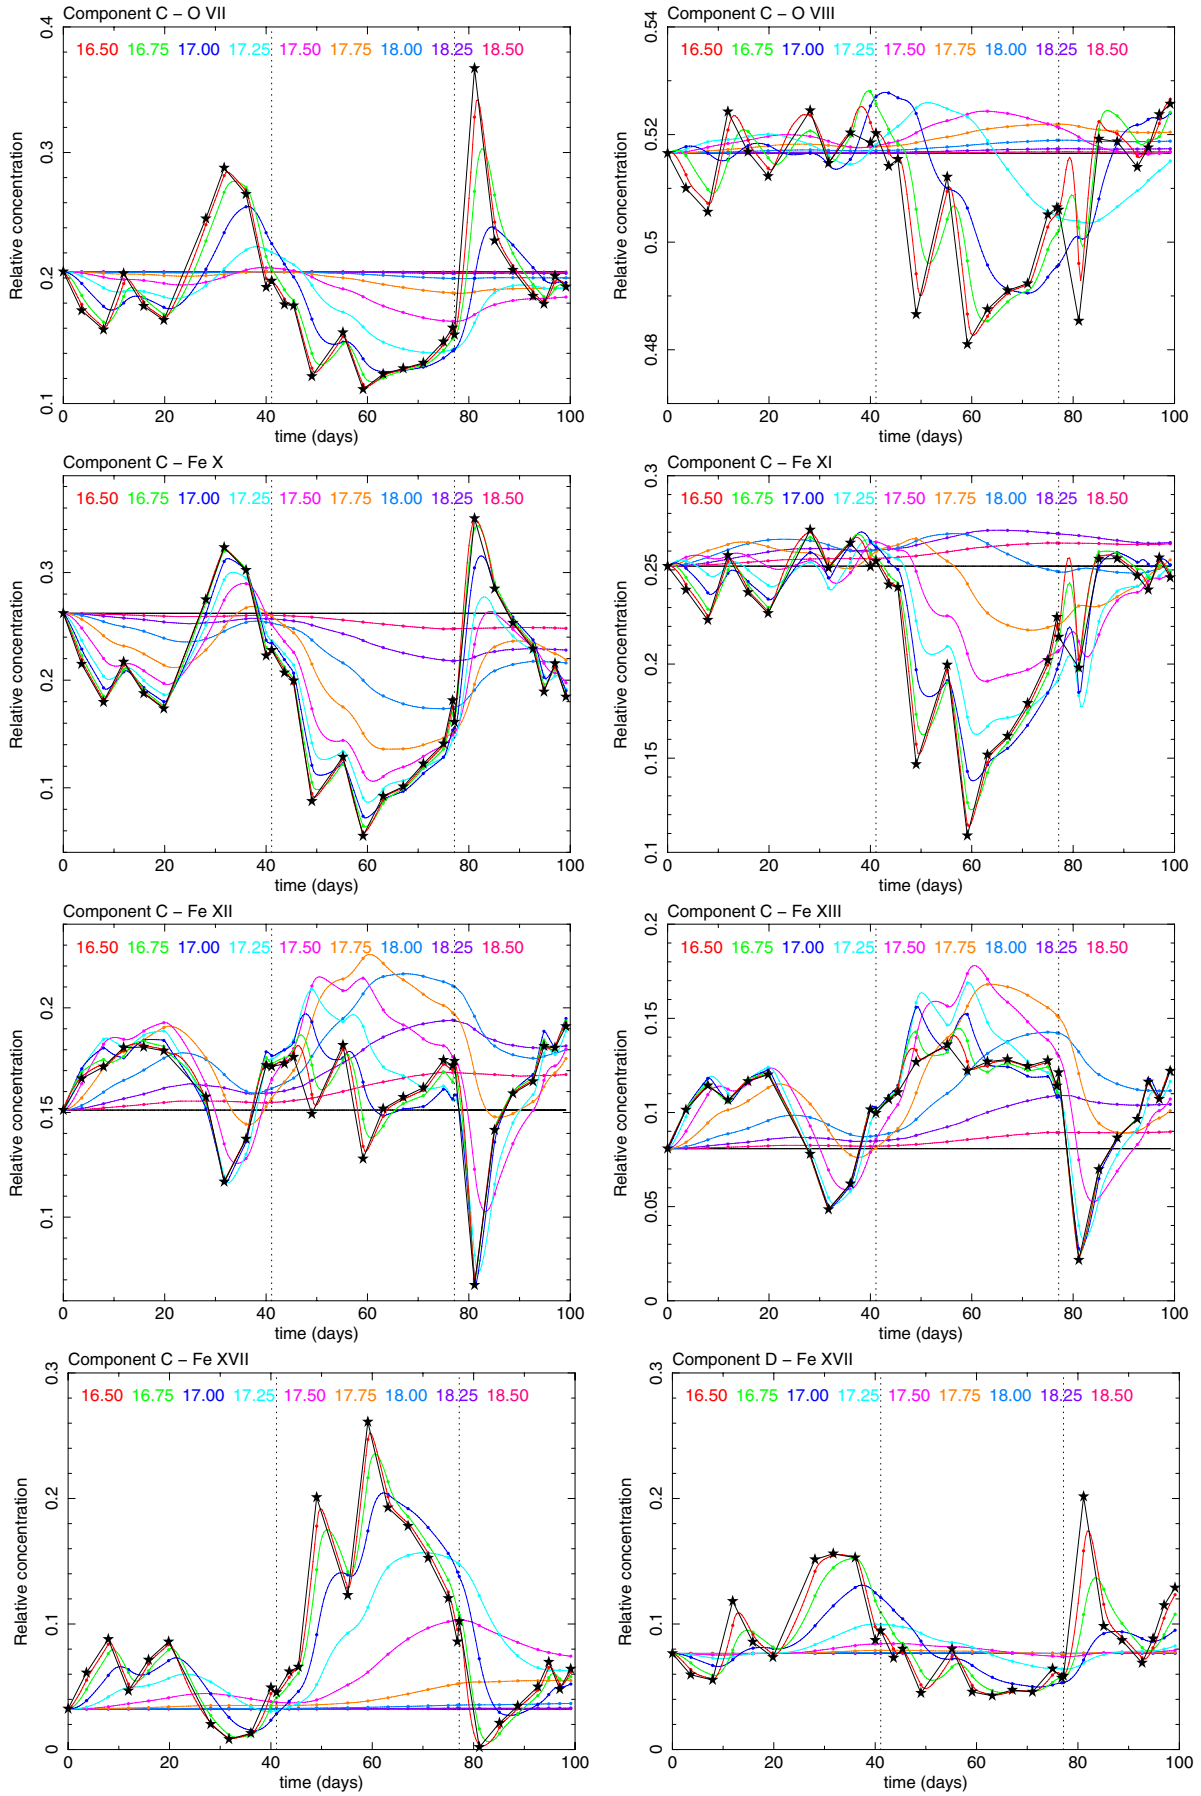 Component C – O VII
16.50 16.75 17.00 17.25 17.50 17.75 18.00 18.25 18.50
0.4
0.3
0.2
0.1
Relative concentration
0 20 40 60 80 100
time (days)
Component C – O VIII
16.50 16.75 17.00 17.25 17.50 17.75 18.00 18.25 18.50
0.54
0.52
0.5
0.48
Relative concentration
0 20 40 60 80 100
time (days)
Component C – Fe X
16.50 16.75 17.00 17.25 17.50 17.75 18.00 18.25 18.50
0.3
0.2
0.1
Relative concentration
0 20 40 60 80 100
time (days)
Component C – Fe XI
16.50 16.75 17.00 17.25 17.50 17.75 18.00 18.25 18.50
0.3
0.25
0.2
0.15
0.1
Relative concentration
0 20 40 60 80 100
time (days)
Component C – Fe XII
16.50 16.75 17.00 17.25 17.50 17.75 18.00 18.25 18.50
0.2
0.15
0.1
Relative concentration
0 20 40 60 80 100
time (days)
Component C – Fe XIII
16.50 16.75 17.00 17.25 17.50 17.75 18.00 18.25 18.50
0.2
0.15
0.1
0.05
0
Relative concentration
0 20 40 60 80 100
time (days)
Component C – Fe XVII
16.50 16.75 17.00 17.25 17.50 17.75 18.00 18.25 18.50
0.3
0.2
0.1
0
Relative concentration
0 20 40 60 80 100
time (days)
Component D – Fe XVII
16.50 16.75 17.00 17.25 17.50 17.75 18.00 18.25 18.50
0.3
0.2
0.1
0
Relative concentration
0 20 40 60 80 100
time (days)